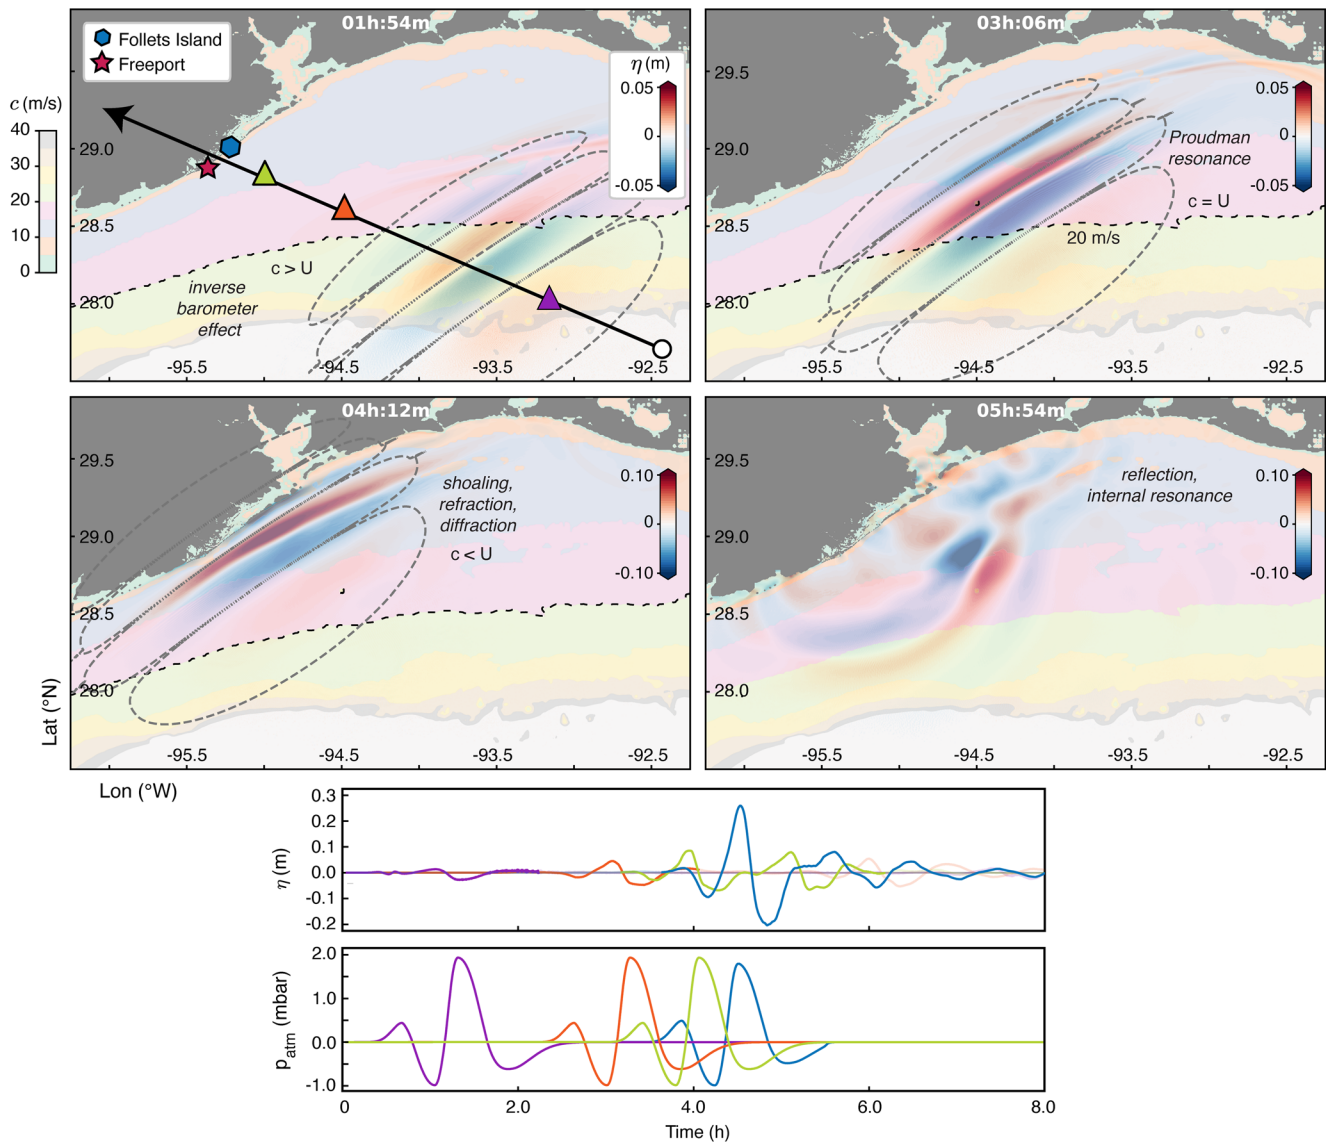 01h:54m
Follets Island
Freeport
η (m)
0.05
0
-0.05
c (m/s)
40
30
20
10
0
29.0
28.5
28.0
c > U
inverse
barometer
effect
-95.5
-94.5
-93.5
-92.5
03h:06m
29.5
29.0
28.5
28.0
0.05
0
-0.05
Proudman
resonance
c = U
20 m/s
-95.5
-94.5
-93.5
-92.5
04h:12m
29.5
29.0
28.5
28.0
shoaling,
refraction,
diffraction
c < U
0.10
0
-0.10
-95.5
-94.5
-93.5
-92.5
Lat (°N)
Lon (°W)
05h:54m
29.5
29.0
28.5
28.0
reflection,
internal resonance
0.10
0
-0.10
-95.5
-94.5
-93.5
-92.5
η (m)
0.3
0.2
0.1
0.0
-0.1
-0.2
patm (mbar)
2.0
1.0
0.0
-1.0
0
2.0
4.0
6.0
8.0
Time (h)